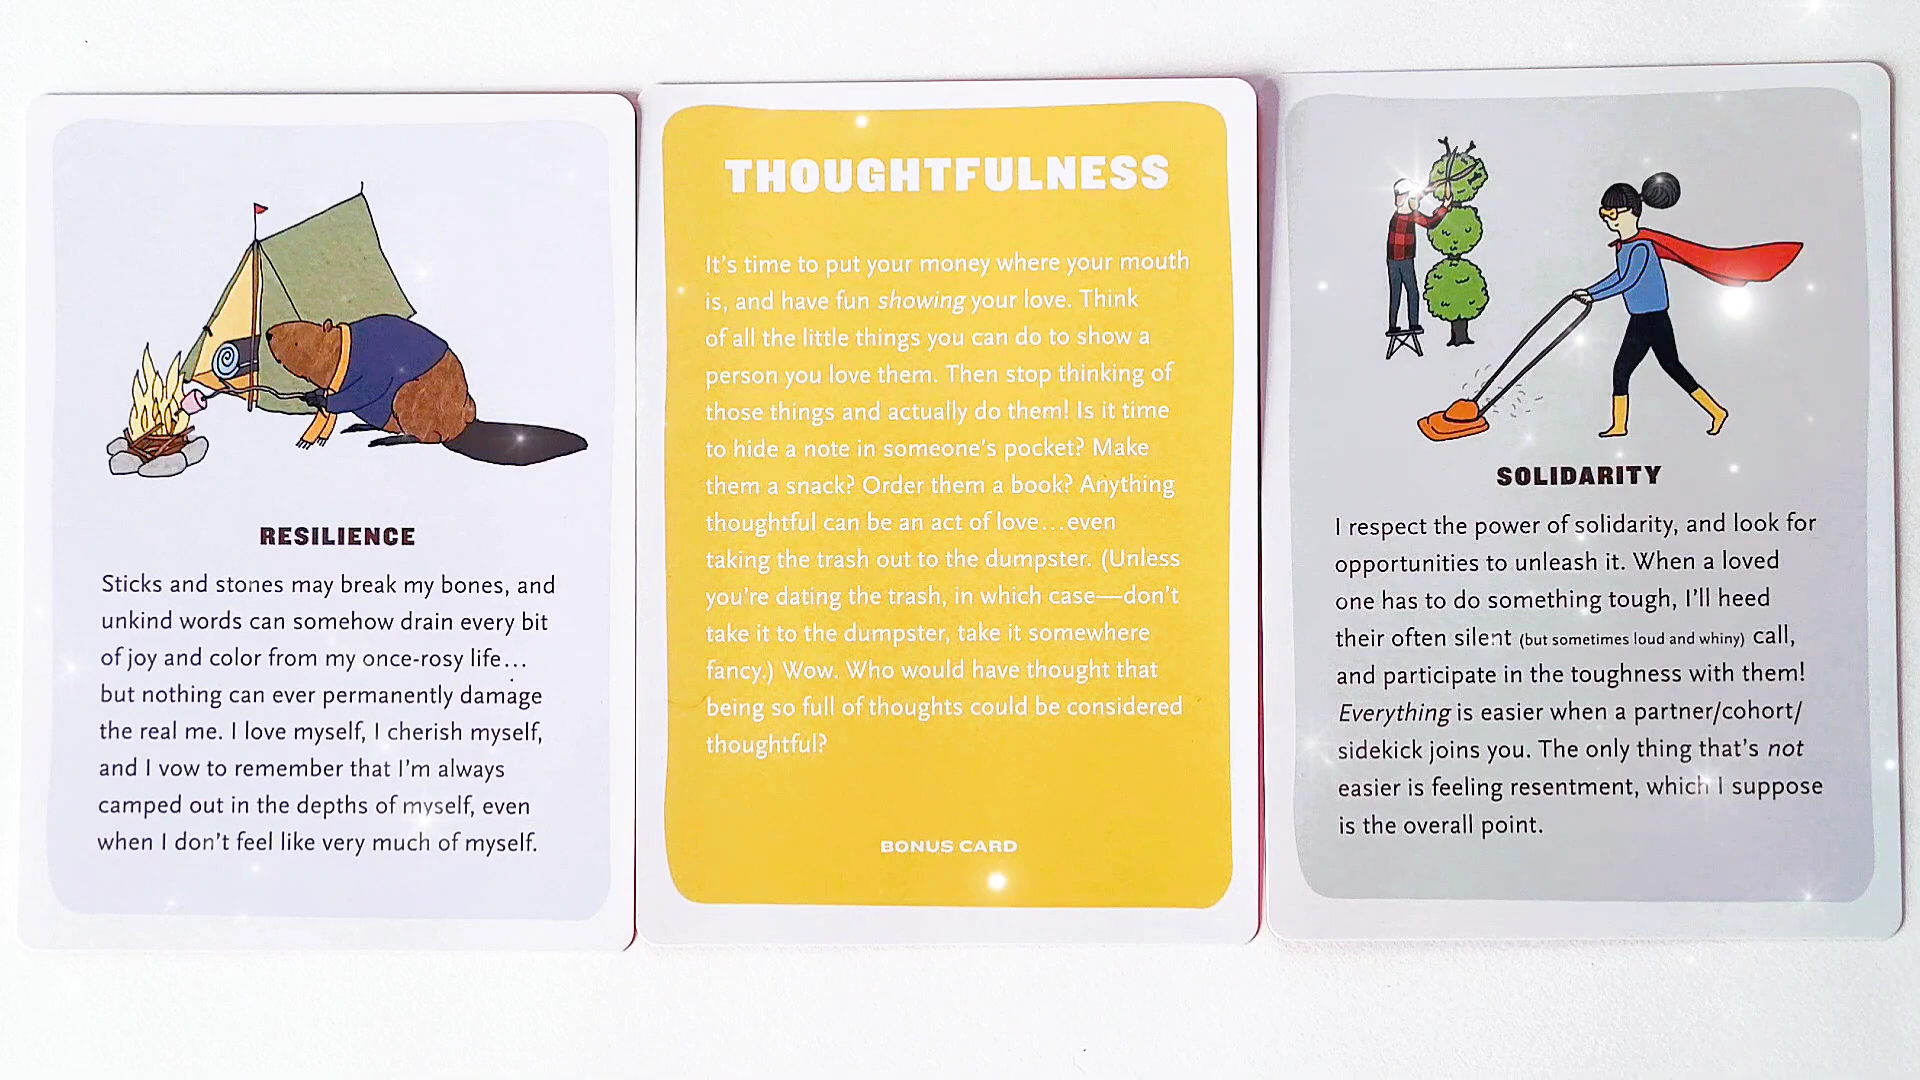 RESILIENCE
Sticks and stones may break my bones, and
unkind words can somehow drain every bit
of joy and color from my once-rosy life...
but nothing can ever permanently damage
the real me. I love myself, I cherish myself,
and I vow to remember that I'm always
camped out in the depths of myself, even
when I don't feel like very much of myself.
THOUGHTFULNESS
It's time to put your money where your mouth
is, and have fun showing your love. Think
of all the little things you can do to show a
person you love them. Then stop thinking of
those things and actually do them! Is it time
to hide a note in someone's pocket? Make
them a snack? Order them a book? Anything
thoughtful can be an act of love...even
taking the trash out to the dumpster. (Unless
you're dating the trash, in which case—don't
take it to the dumpster, take it somewhere
fancy.) Wow. Who would have thought that
being so full of thoughts could be considered
thoughtful?
BONUS CARD
SOLIDARITY
I respect the power of solidarity, and look for
opportunities to unleash it. When a loved
one has to do something tough, I'll heed
their often silent (but sometimes loud and whiny) call,
and participate in the toughness with them!
Everything is easier when a partner/cohort/
sidekick joins you. The only thing that's not
easier is feeling resentment, which I suppose
is the overall point.